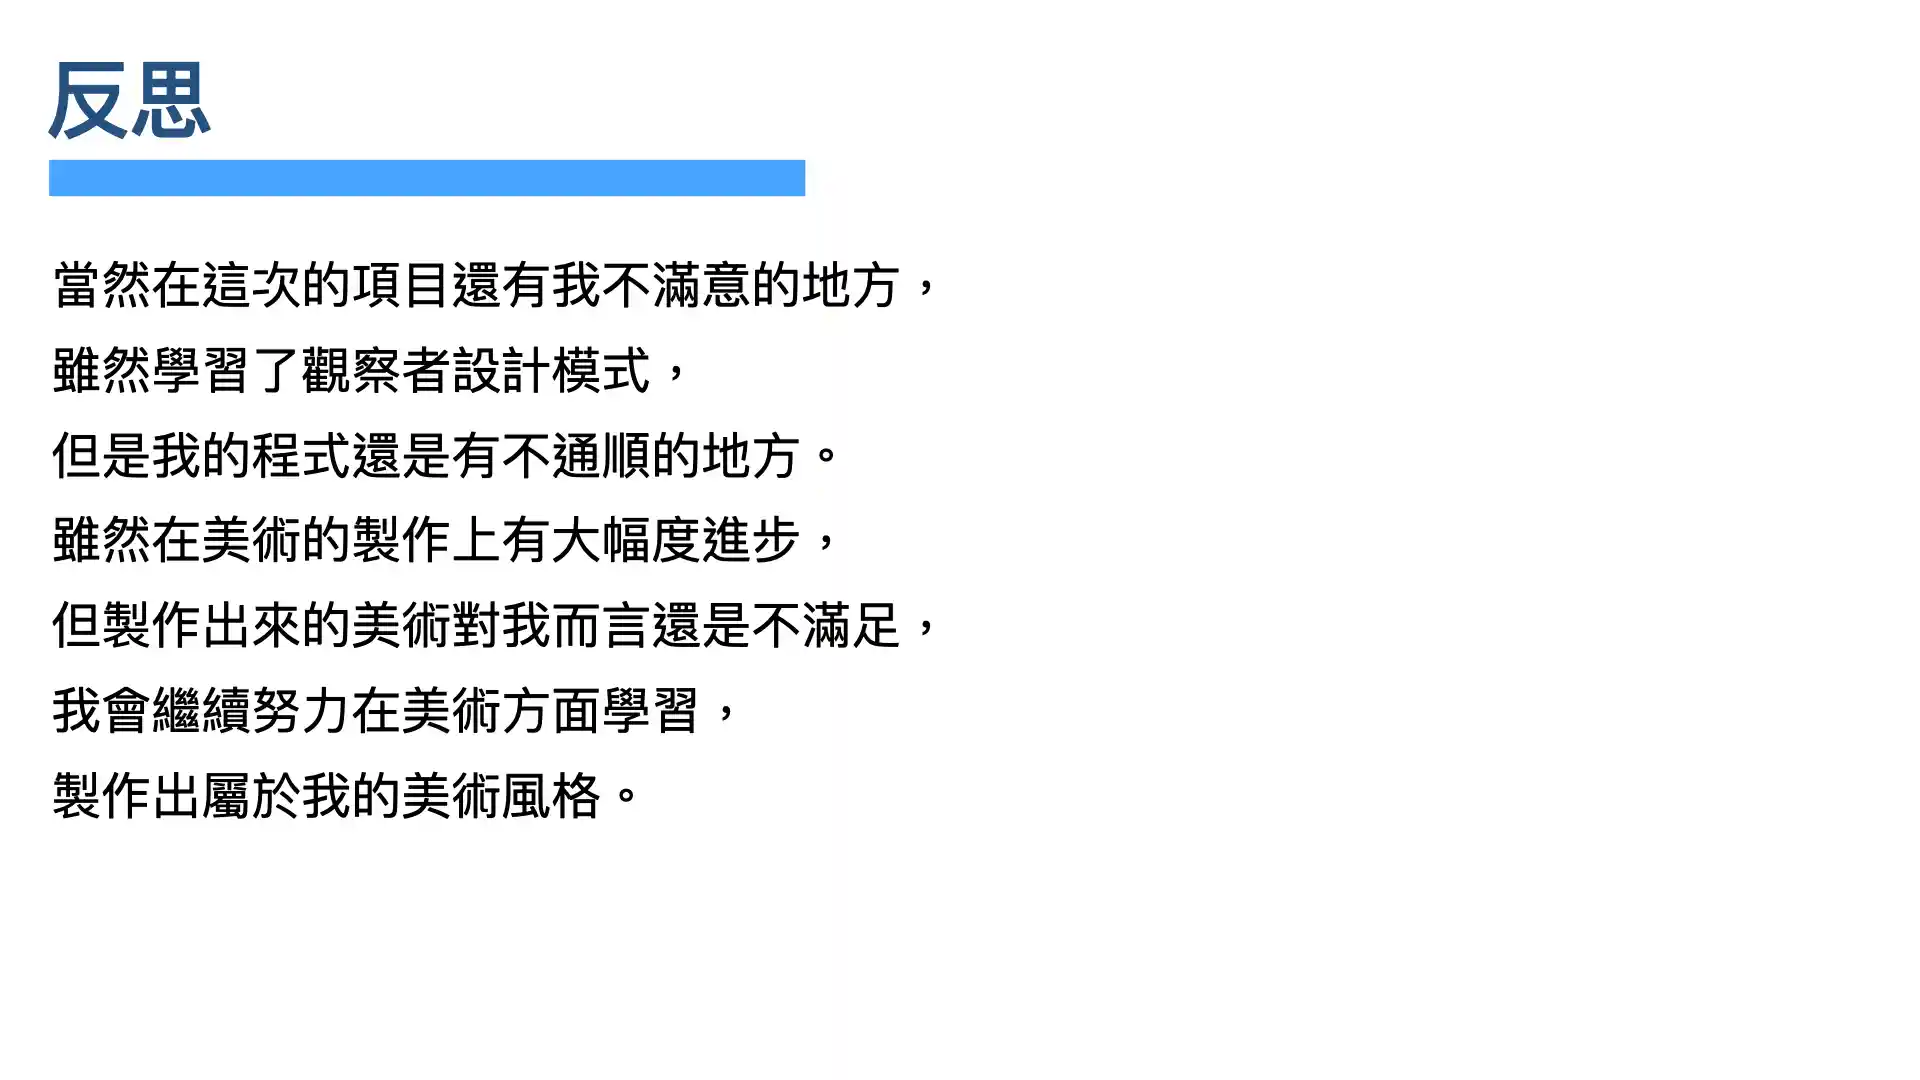 反思
當然在這次的項目還有我不滿意的地方，
雖然學習了觀察者設計模式，
但是我的程式還是有不通順的地方。
雖然在美術的製作上有大幅度進步，
但製作出來的美術對我而言還是不滿足，
我會繼續努力在美術方面學習，
製作出屬於我的美術風格。